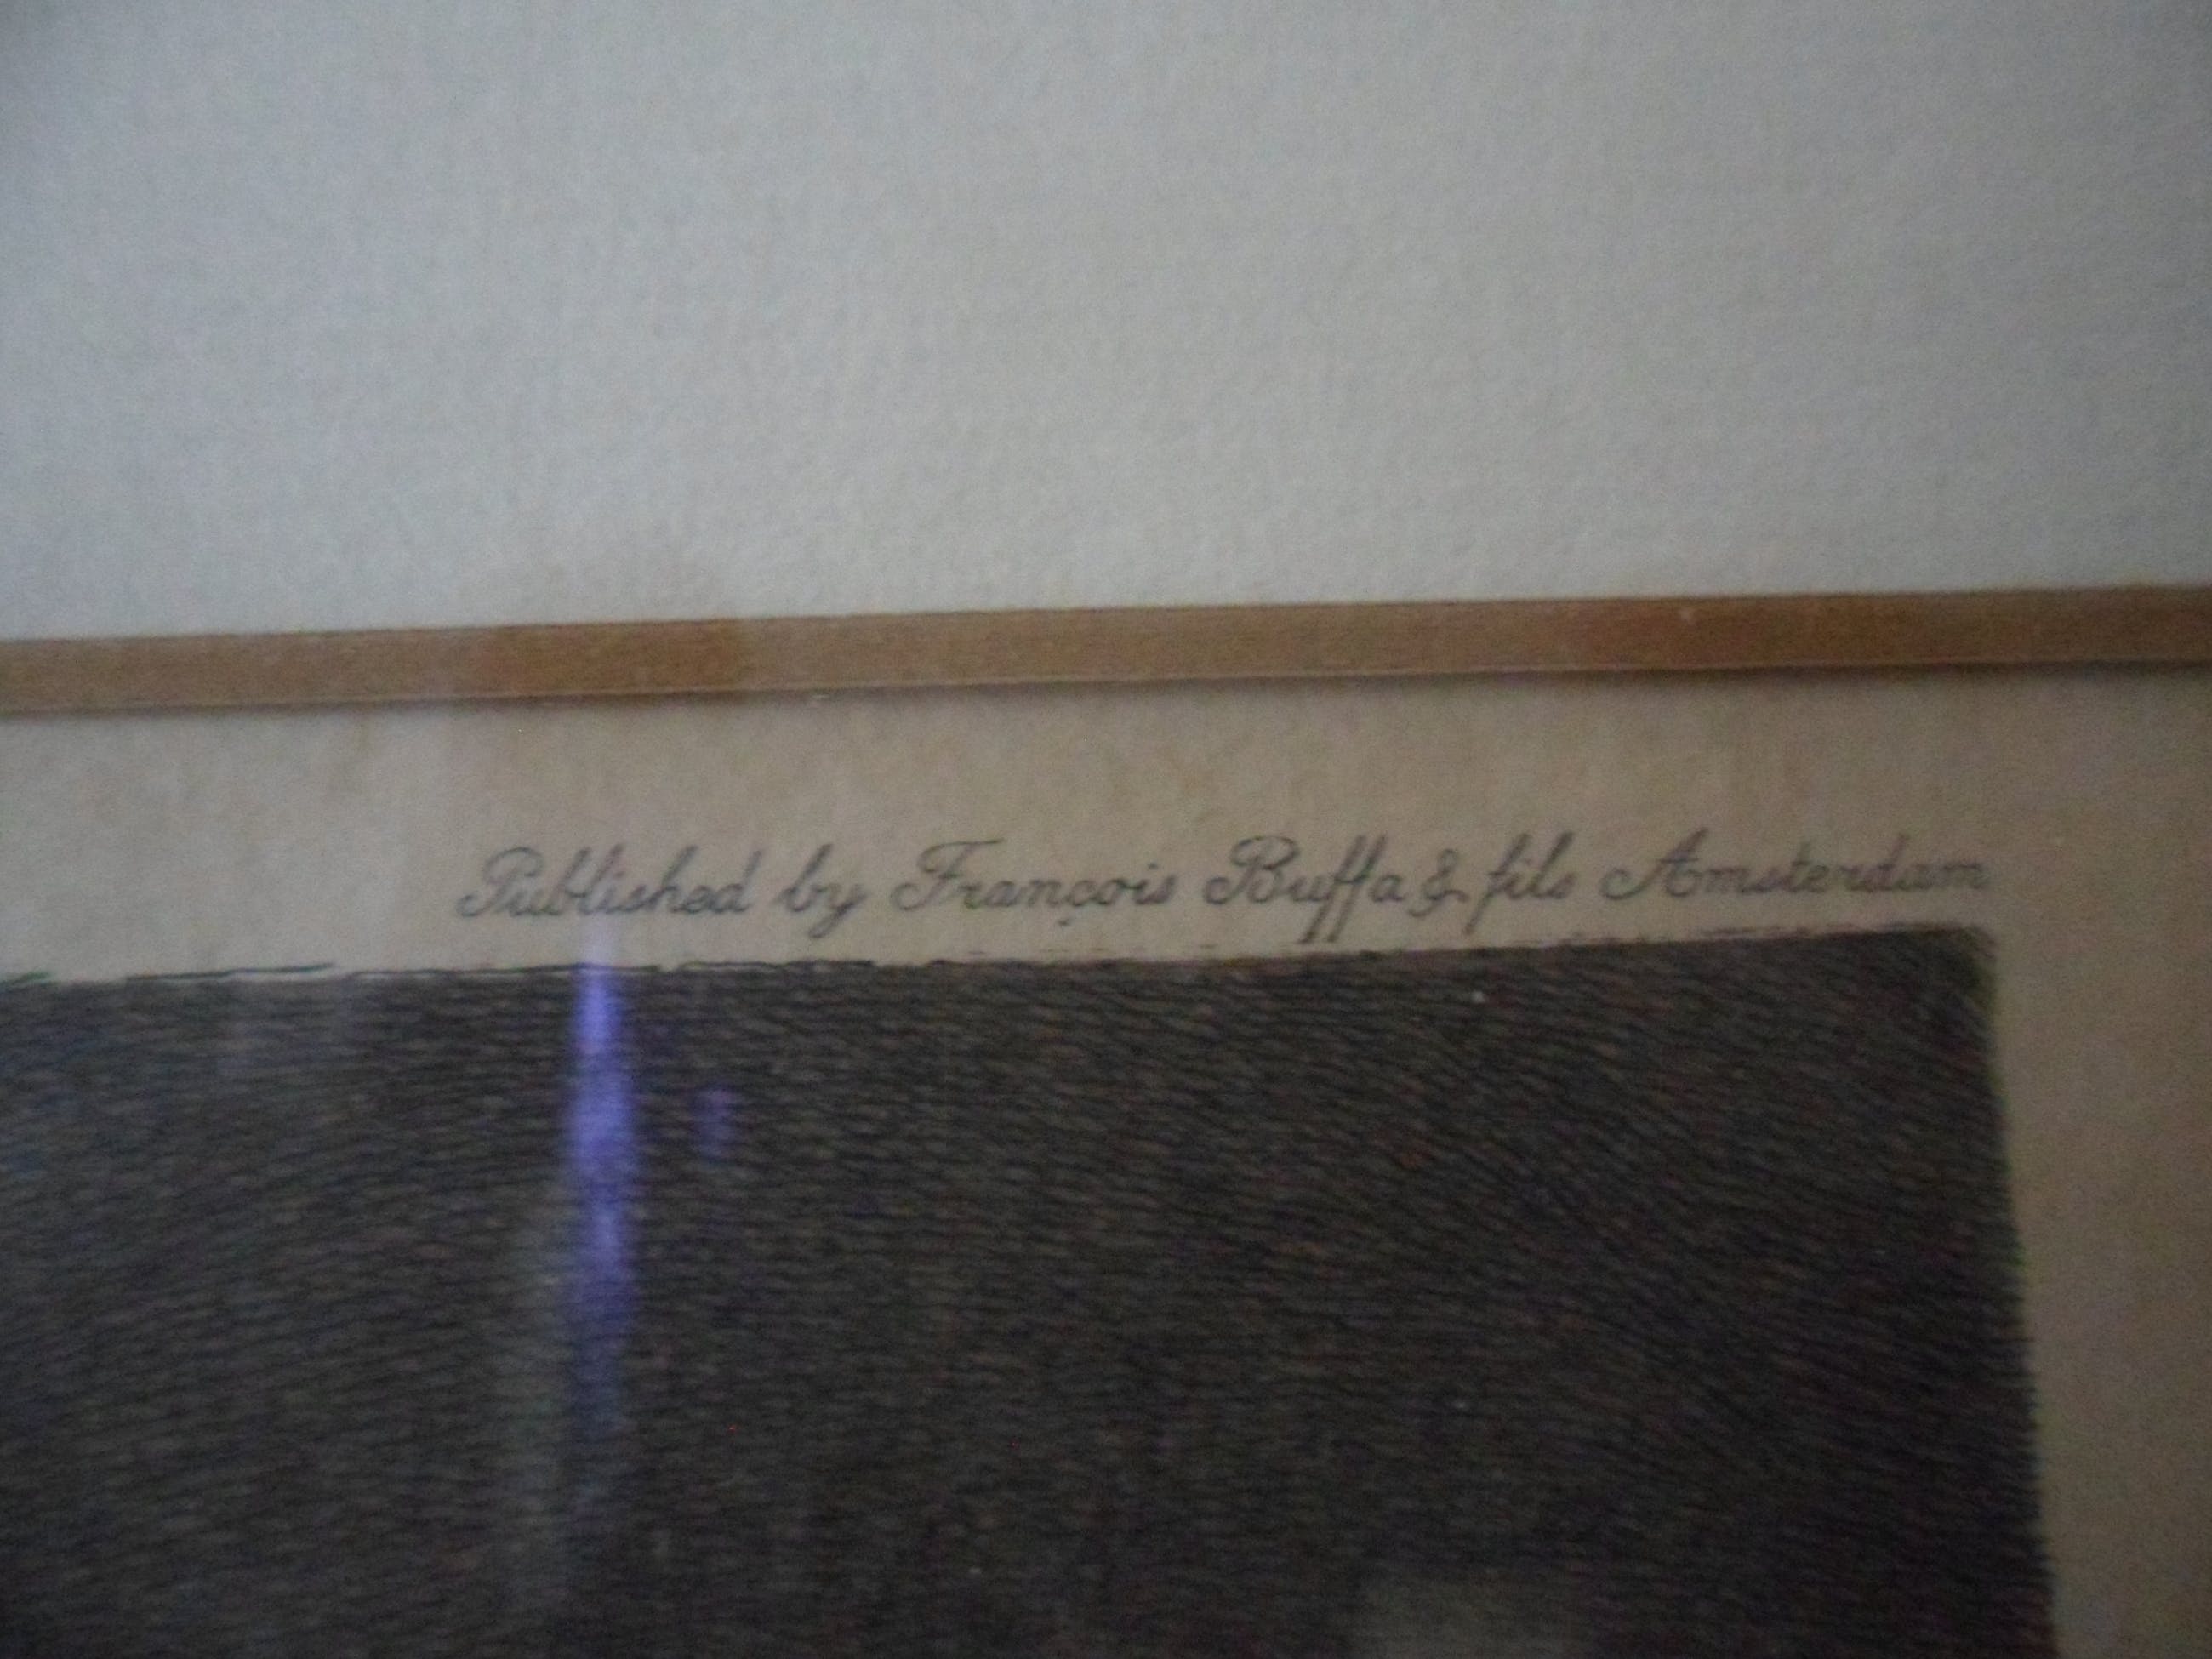 Published by François Buffa & fils Amsterdam